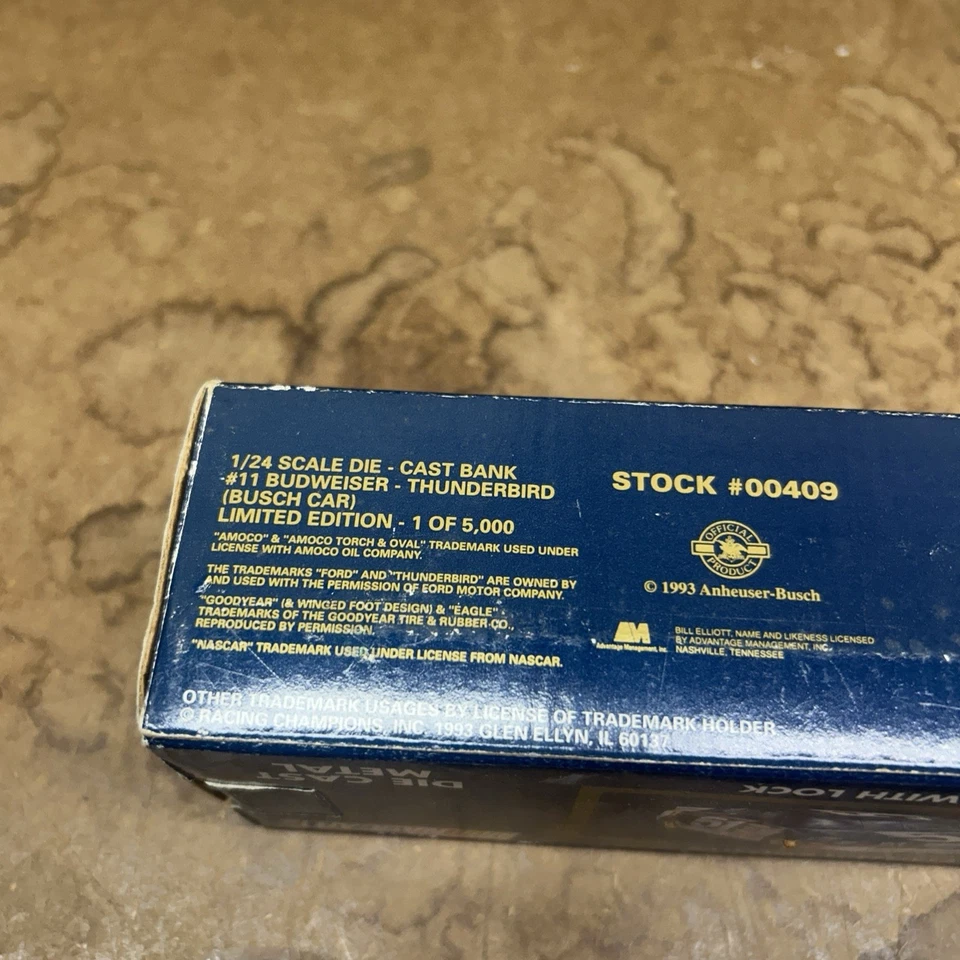 1/24 SCALE DIE - CAST BANK
#11 BUDWEISER - THUNDERBIRD
(BUSCH CAR)
LIMITED EDITION - 1 OF 5,000
"AMOCO" & "AMOCO TORCH & OVAL" TRADEMARK USED UNDER
LICENSE WITH AMOCO OIL COMPANY.
THE TRADEMARKS "FORD" AND "THUNDERBIRD" ARE OWNED BY
AND USED WITH THE PERMISSION OF FORD MOTOR COMPANY.
"GOODYEAR" (& WINGED FOOT DESIGN) & "EAGLE"
TRADEMARKS OF THE GOODYEAR TIRE & RUBBER CO.,
REPRODUCED BY PERMISSION.
"NASCAR" TRADEMARK USED UNDER LICENSE FROM NASCAR.
STOCK #00409
OFFICIAL
PRODUCT
© 1993 Anheuser-Busch
AM
Advantage Management, Inc.
BILL ELLIOTT, NAME AND LIKENESS LICENSED
BY ADVANTAGE MANAGEMENT, INC.
NASHVILLE, TENNESSEE
OTHER TRADEMARK USAGES BY LICENSE OF TRADEMARK HOLDER
© RACING CHAMPIONS, INC. 1993 GLEN ELLYN, IL 60137
DIE CAST
METAL
WITH LOCK